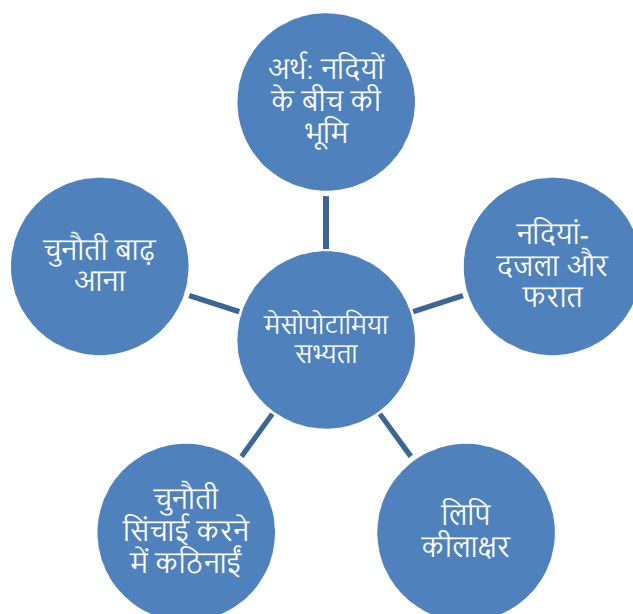 अर्थ: नदियों
के बीच की
भूमि
नदियां-
दजला और
फरात
लिपि
कीलाक्षर
चुनौती
सिंचाई करने
में कठिनाईं
चुनौती बाढ़
आना
मेसोपोटामिया
सभ्यता